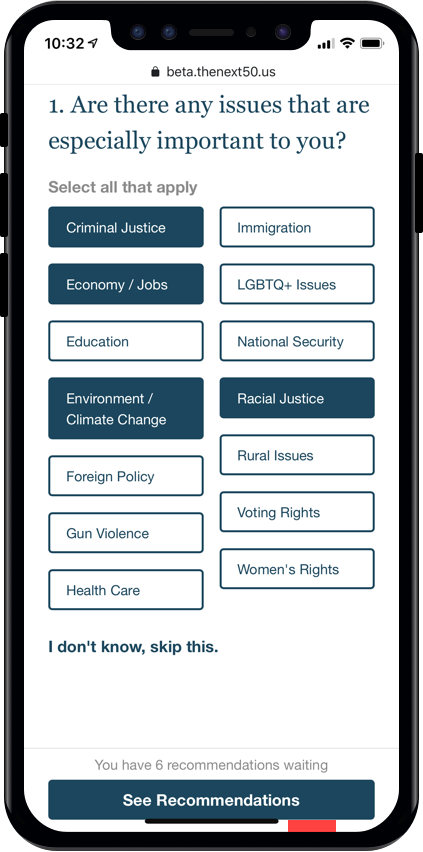 10:32
beta.thenext50.us
1. Are there any issues that are
especially important to you?
Select all that apply
Criminal Justice
Economy / Jobs
Education
Environment /
Climate Change
Foreign Policy
Gun Violence
Health Care
Immigration
LGBTQ+ Issues
National Security
Racial Justice
Rural Issues
Voting Rights
Women's Rights
I don't know, skip this.
You have 6 recommendations waiting
See Recommendations